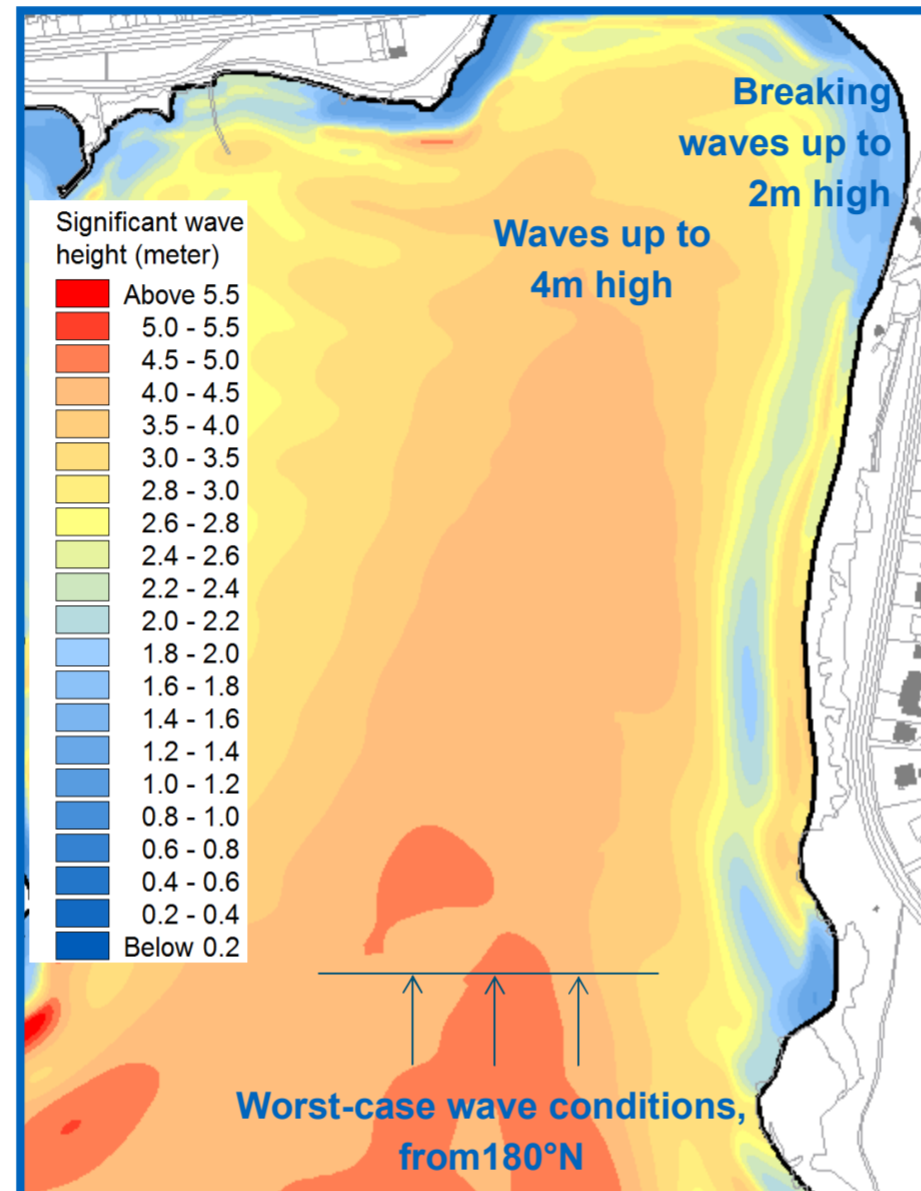 Breaking
waves up to
2m high
Waves up to
4m high
Significant wave
height (meter)
Above 5.5
5.0 - 5.5
4.5 - 5.0
4.0 - 4.5
3.5 - 4.0
3.0 - 3.5
2.8 - 3.0
2.6 - 2.8
2.4 - 2.6
2.2 - 2.4
2.0 - 2.2
1.8 - 2.0
1.6 - 1.8
1.4 - 1.6
1.2 - 1.4
1.0 - 1.2
0.8 - 1.0
0.6 - 0.8
0.4 - 0.6
0.2 - 0.4
Below 0.2
Worst-case wave conditions,
from180°N